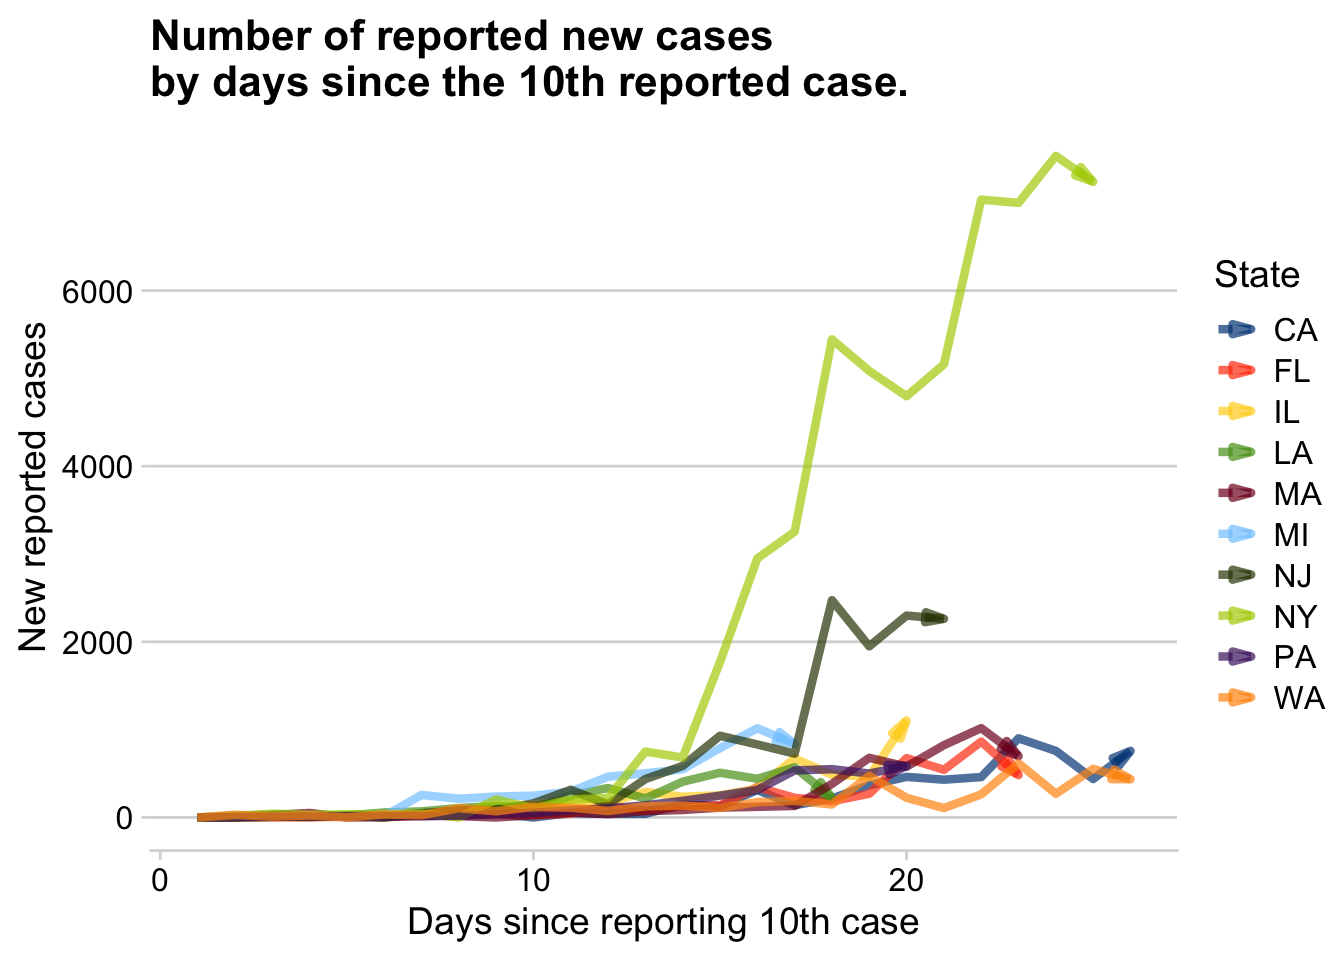 Number of reported new cases
by days since the 10th reported case.
New reported cases
6000
4000
2000
0
0
10
20
Days since reporting 10th case
State
CA
FL
IL
LA
MA
MI
NJ
NY
PA
WA